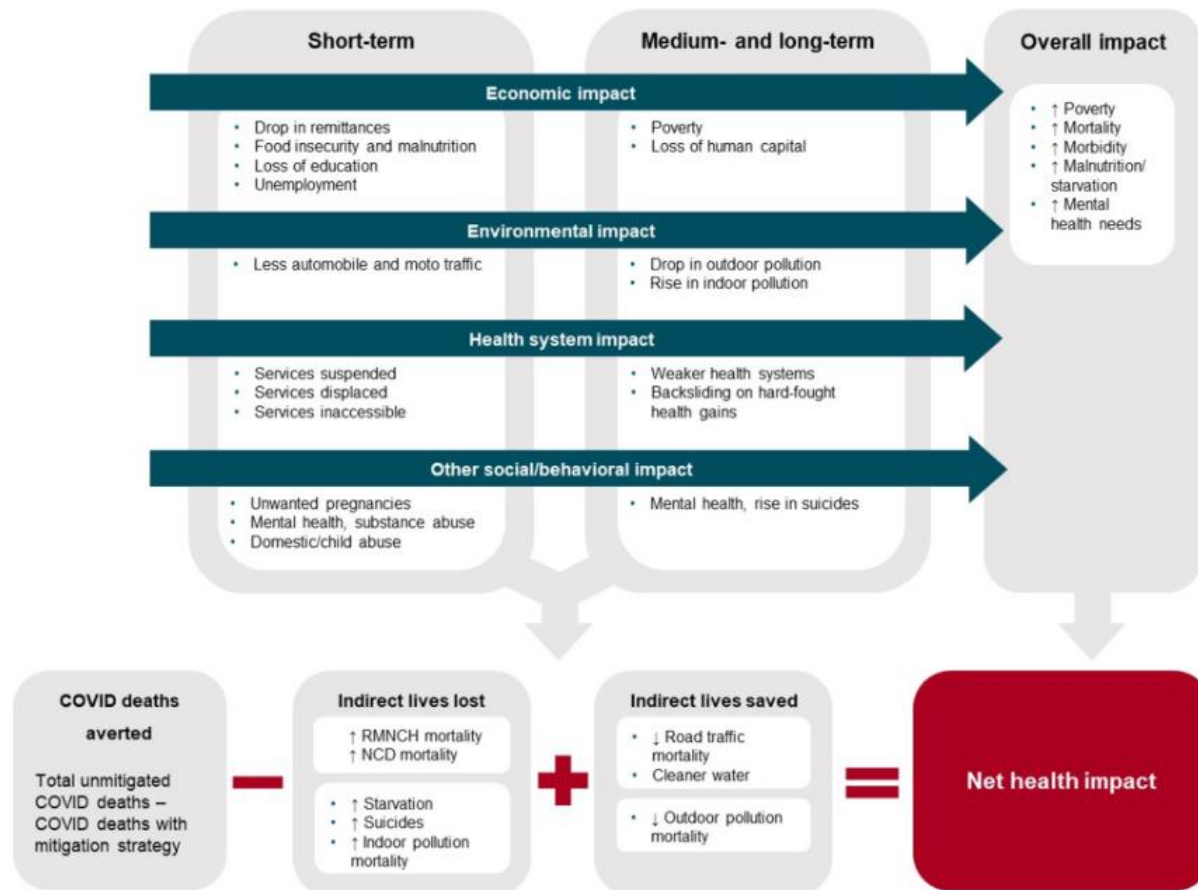 Short-term
Medium- and long-term
Overall impact
Economic impact
• Drop in remittances
• Food insecurity and malnutrition
• Loss of education
• Unemployment
• Poverty
• Loss of human capital
• ↑ Poverty
• ↑ Mortality
• ↑ Morbidity
• ↑ Malnutrition/
starvation
• ↑ Mental
health needs
Environmental impact
• Less automobile and moto traffic
• Drop in outdoor pollution
• Rise in indoor pollution
Health system impact
• Services suspended
• Services displaced
• Services inaccessible
• Weaker health systems
• Backsliding on hard-fought
health gains
Other social/behavioral impact
• Unwanted pregnancies
• Mental health, substance abuse
• Domestic/child abuse
• Mental health, rise in suicides
COVID deaths
averted
Total unmitigated
COVID deaths –
COVID deaths with
mitigation strategy
Indirect lives lost
↑ RMNCH mortality
↑ NCD mortality
• ↑ Starvation
• ↑ Suicides
• ↑ Indoor pollution
mortality
Indirect lives saved
• ↓ Road traffic
mortality
• Cleaner water
• ↓ Outdoor pollution
mortality
Net health impact